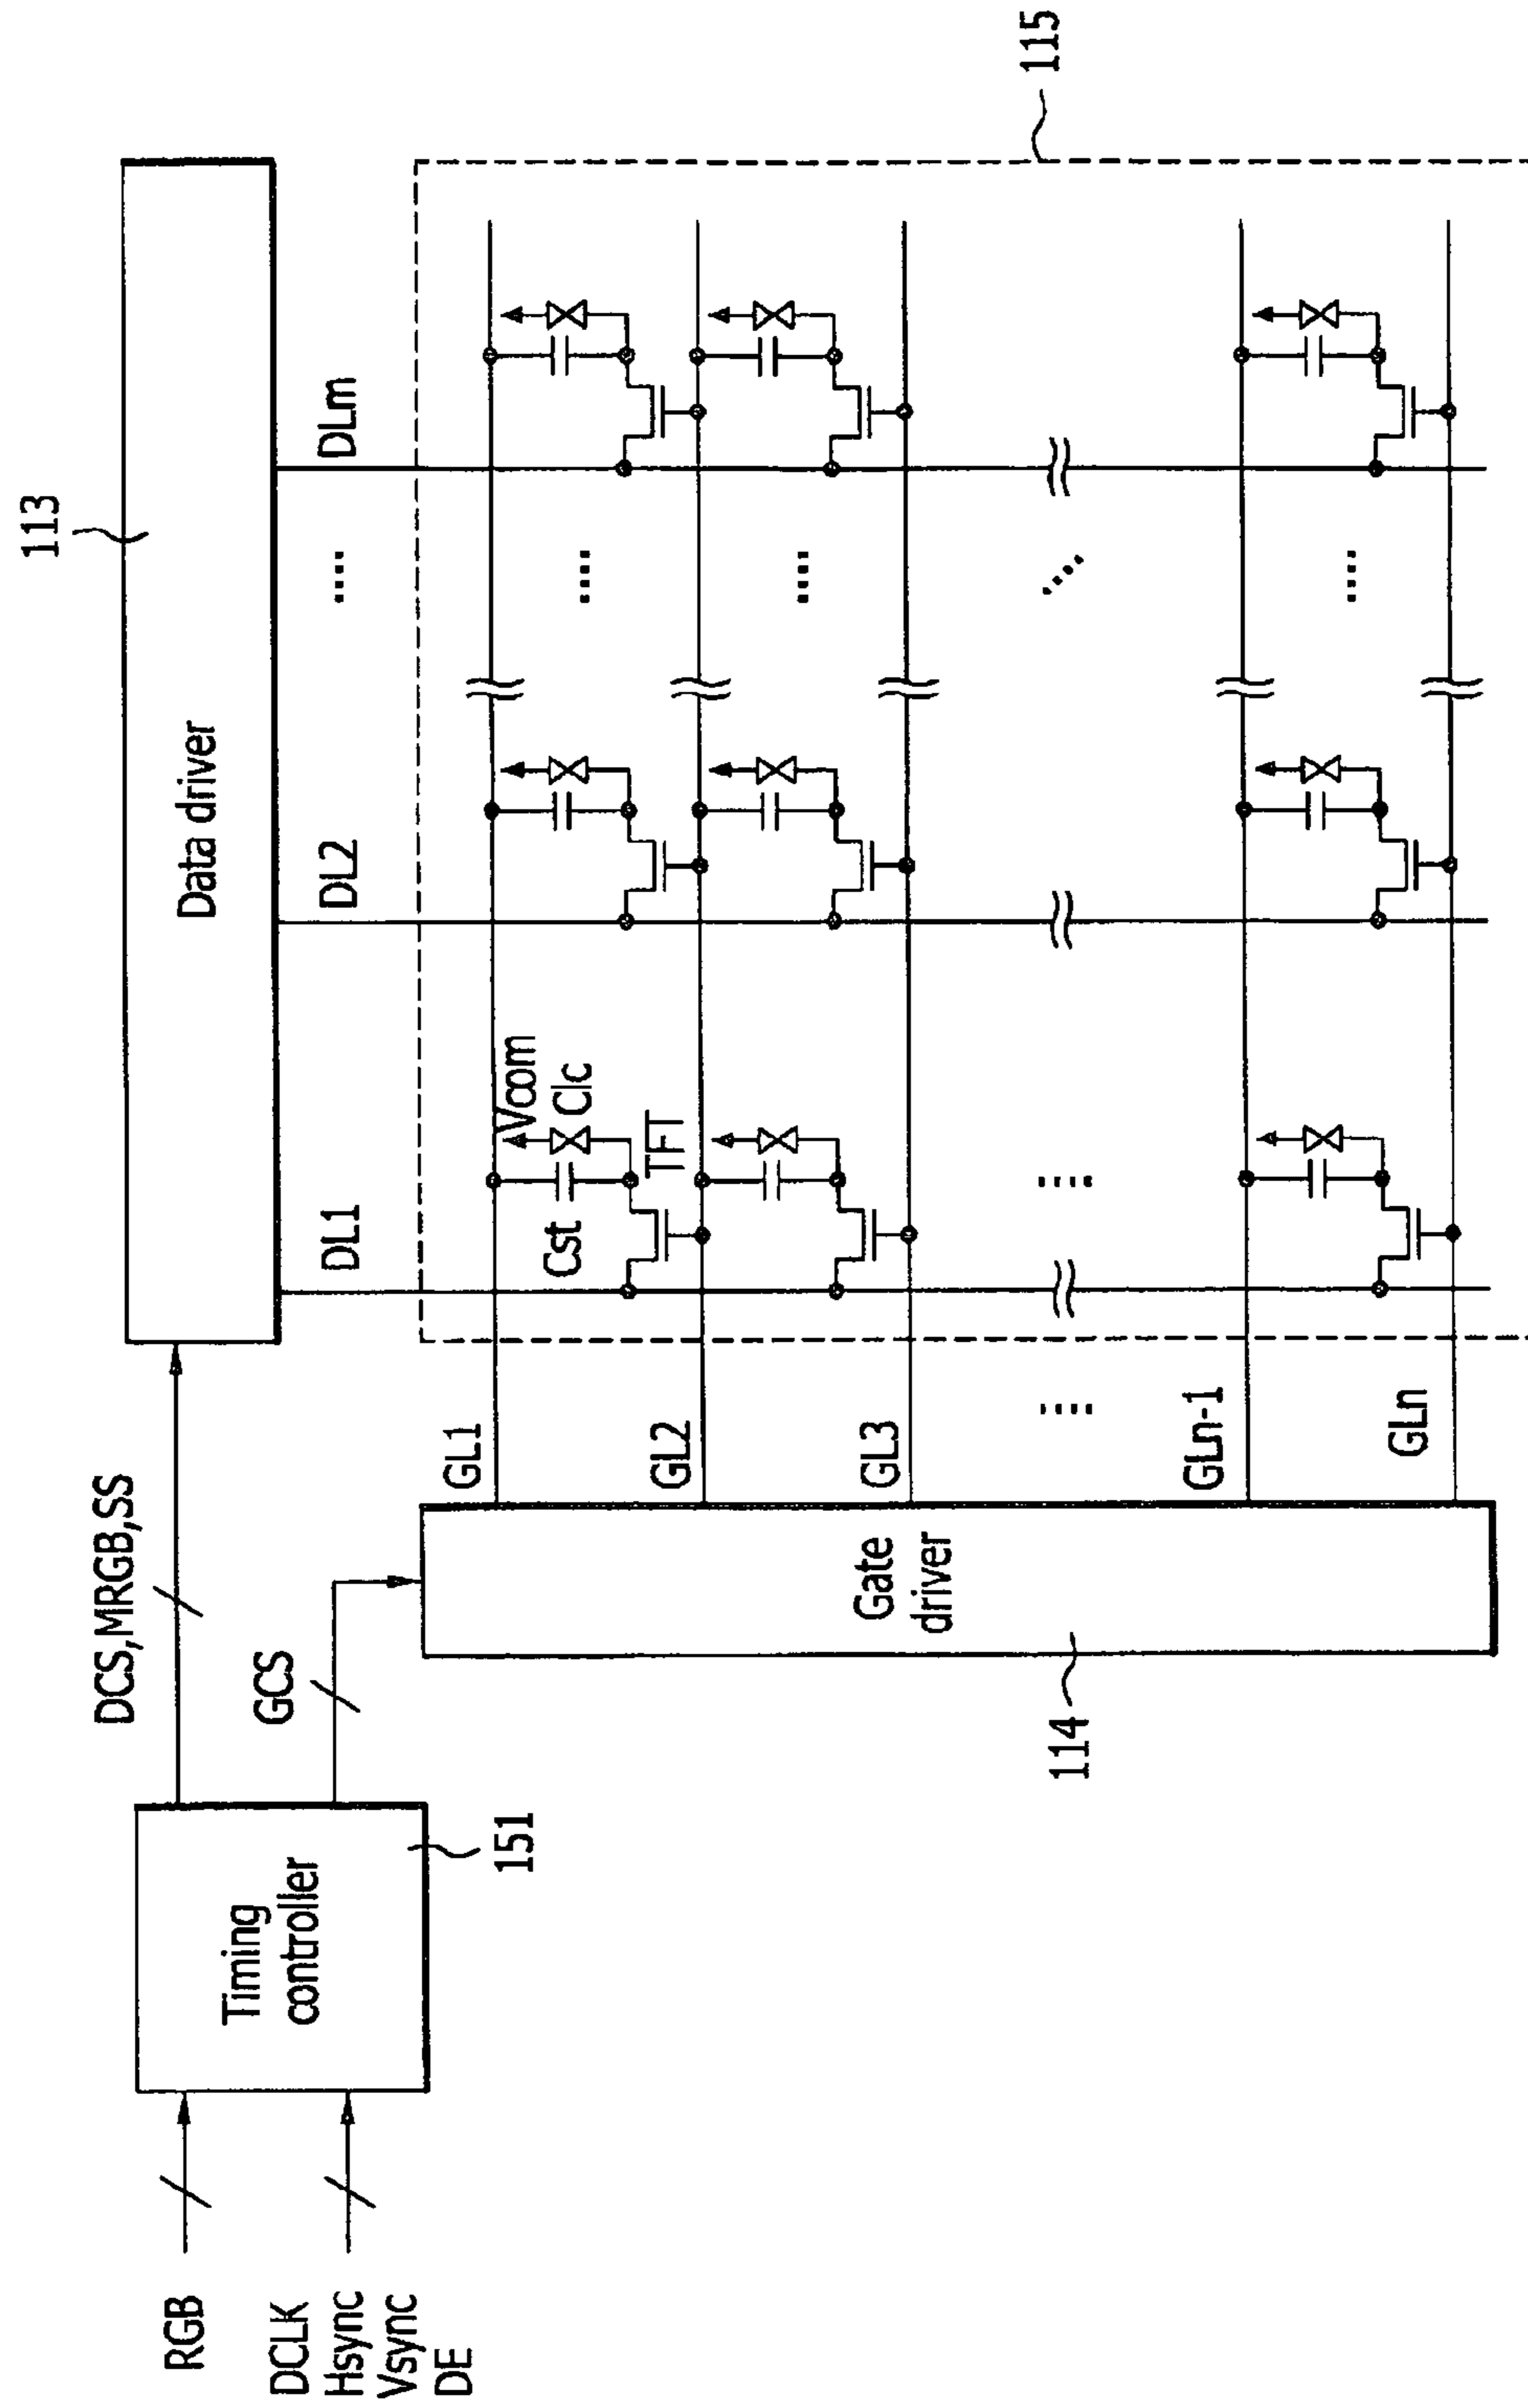 113
Data driver
DCS,MRGB,SS
RGB
Timing
controller
DCLK
Hsync
Vsync
DE
GCS
151
DL1
DL2
....
DLm
115
GL1
Vcom
Clc
Cst
TFT
....
GL2
....
GL3
Gate
driver
114
....
....
....
GLn-1
....
GLn